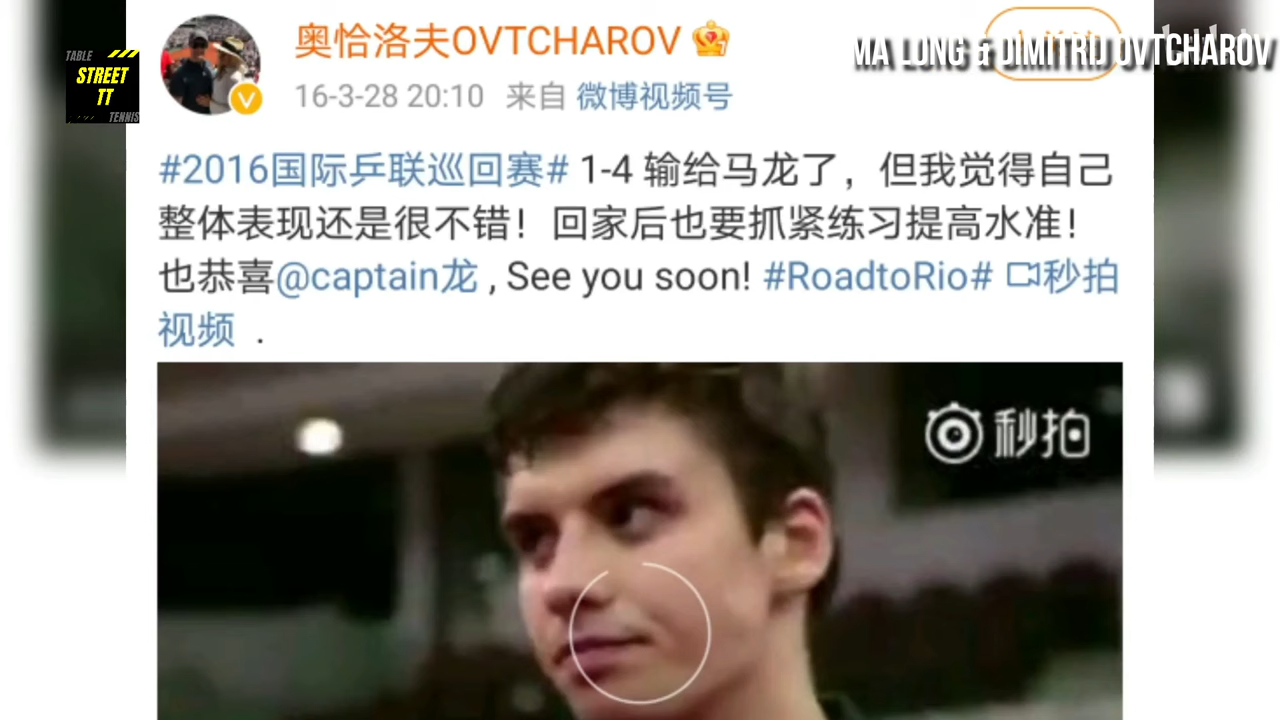 TABLE
STREET
TT
TENNIS
奥恰洛夫OVTCHAROV
MA LONG & DIMITRIJ OVTCHAROV
16-3-28 20:10 来自 微博视频号
#2016国际乒联巡回赛# 1-4 输给马龙了，但我觉得自己
整体表现还是很不错！回家后也要抓紧练习提高水准！
也恭喜@captain龙 , See you soon! #RoadtoRio# 秒拍
视频 .
秒拍